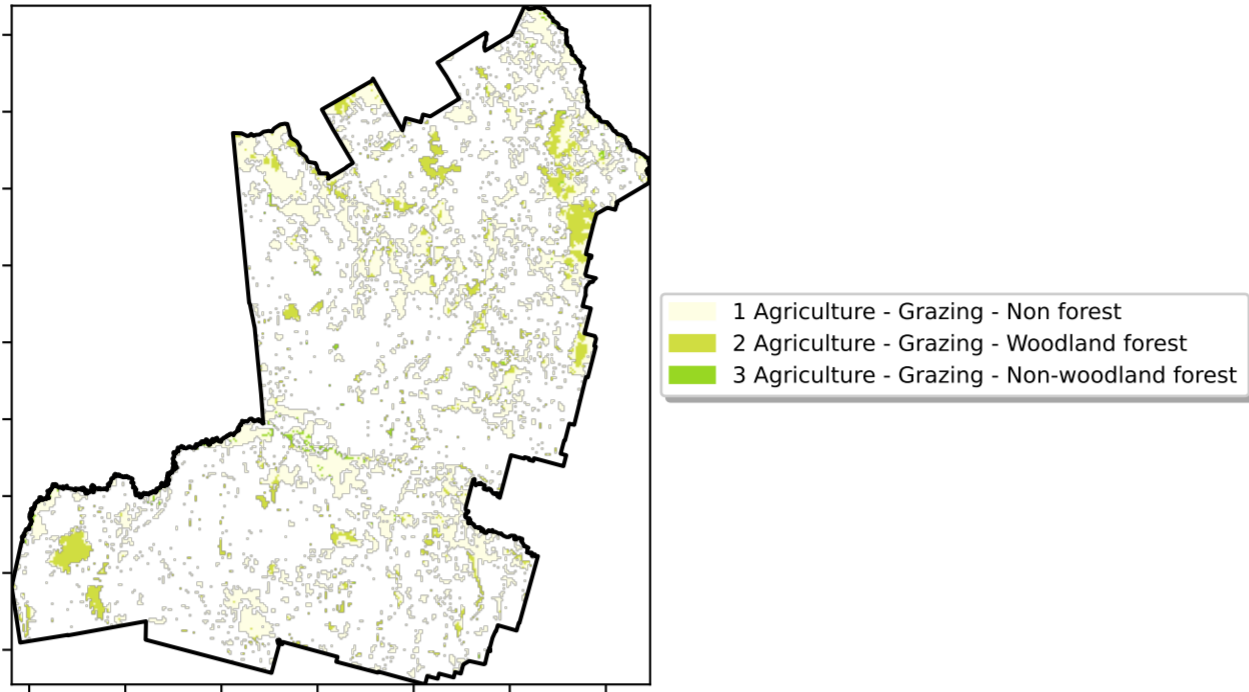 1 Agriculture - Grazing - Non forest
2 Agriculture - Grazing - Woodland forest
3 Agriculture - Grazing - Non-woodland forest